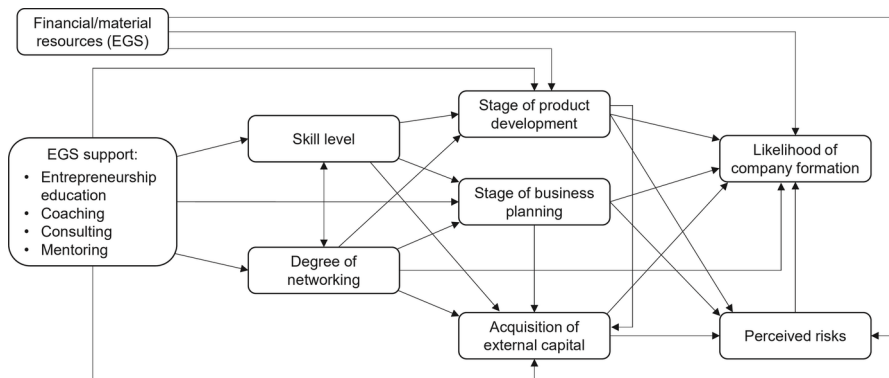 Financial/material
resources (EGS)
Stage of product
development
Skill level
Likelihood of
company formation
EGS support:
• Entrepreneurship
education
• Coaching
• Consulting
• Mentoring
Stage of business
planning
Degree of
networking
Acquisition of
external capital
Perceived risks